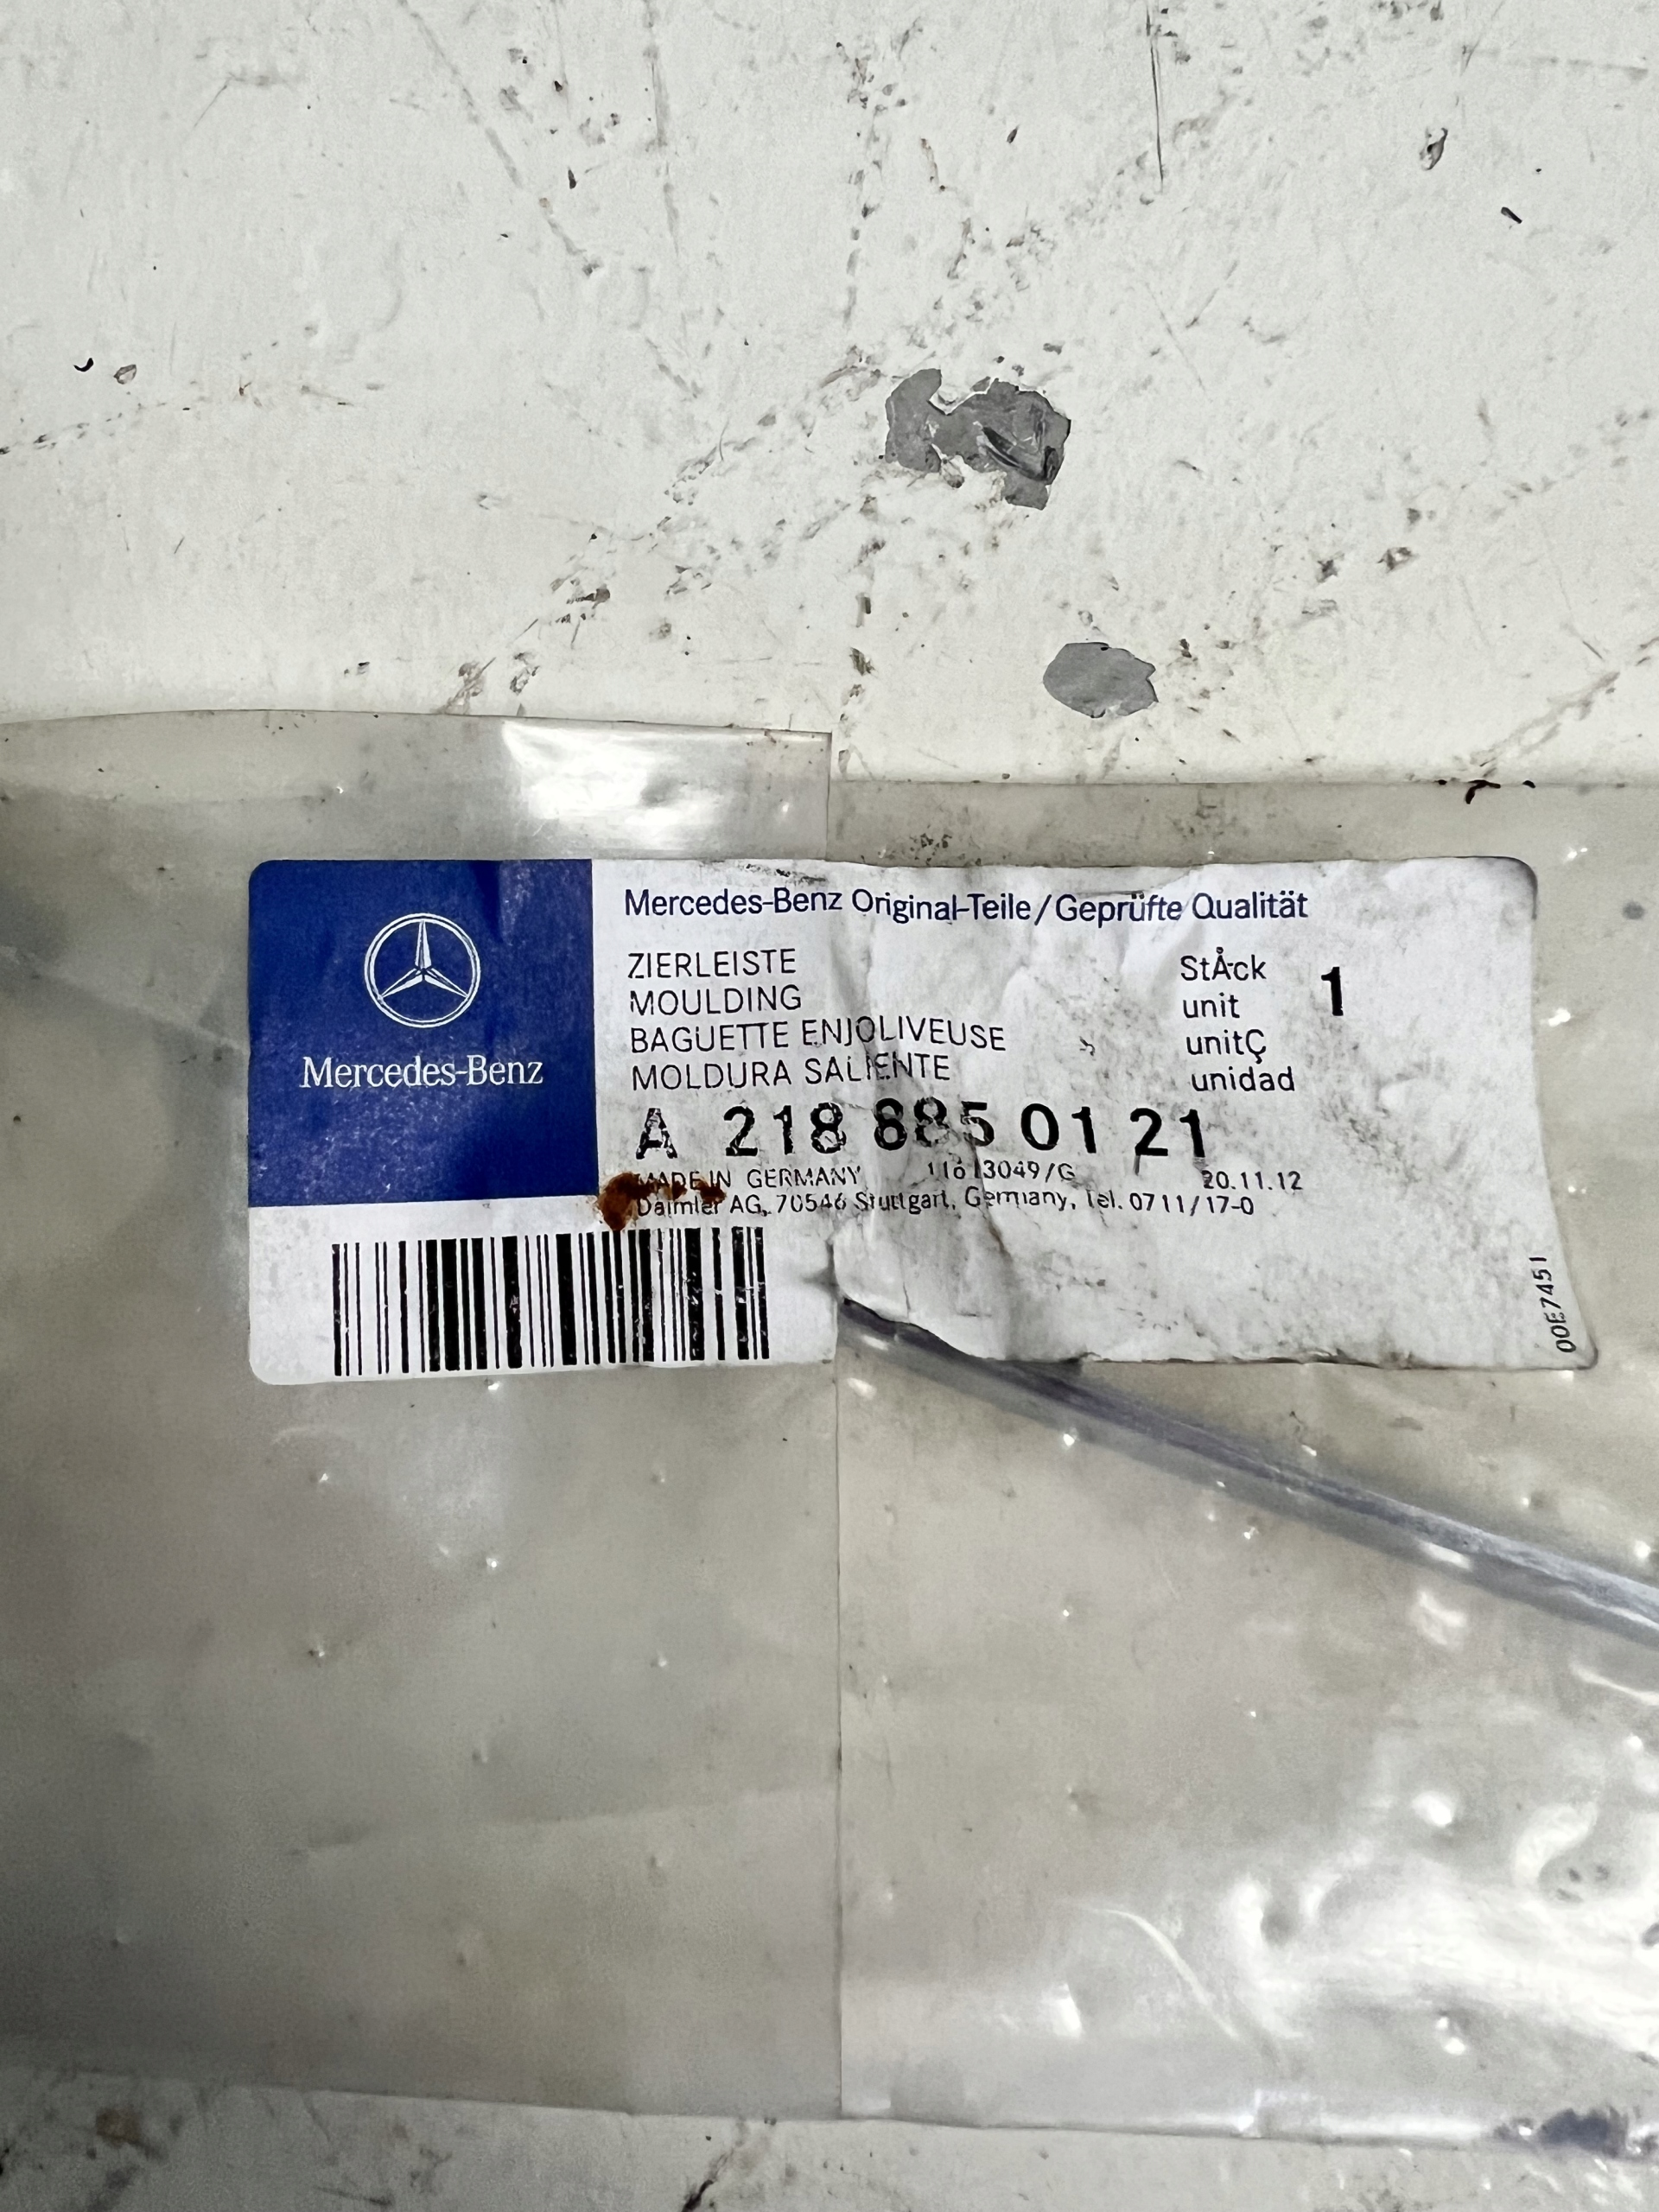 Mercedes-Benz
Mercedes-Benz Original-Teile/Geprüfte Qualität
ZIERLEISTE
MOULDING
BAGUETTE ENJOLIVEUSE
MOLDURA SALIENTE
StÅck
unit
unitÇ
unidad
1
A 218 885 01 21
MADE IN GERMANY 20.11.12
Daimler AG, 70546 Stuttgart, Germany, Tel. 0711/17-0
00E7451